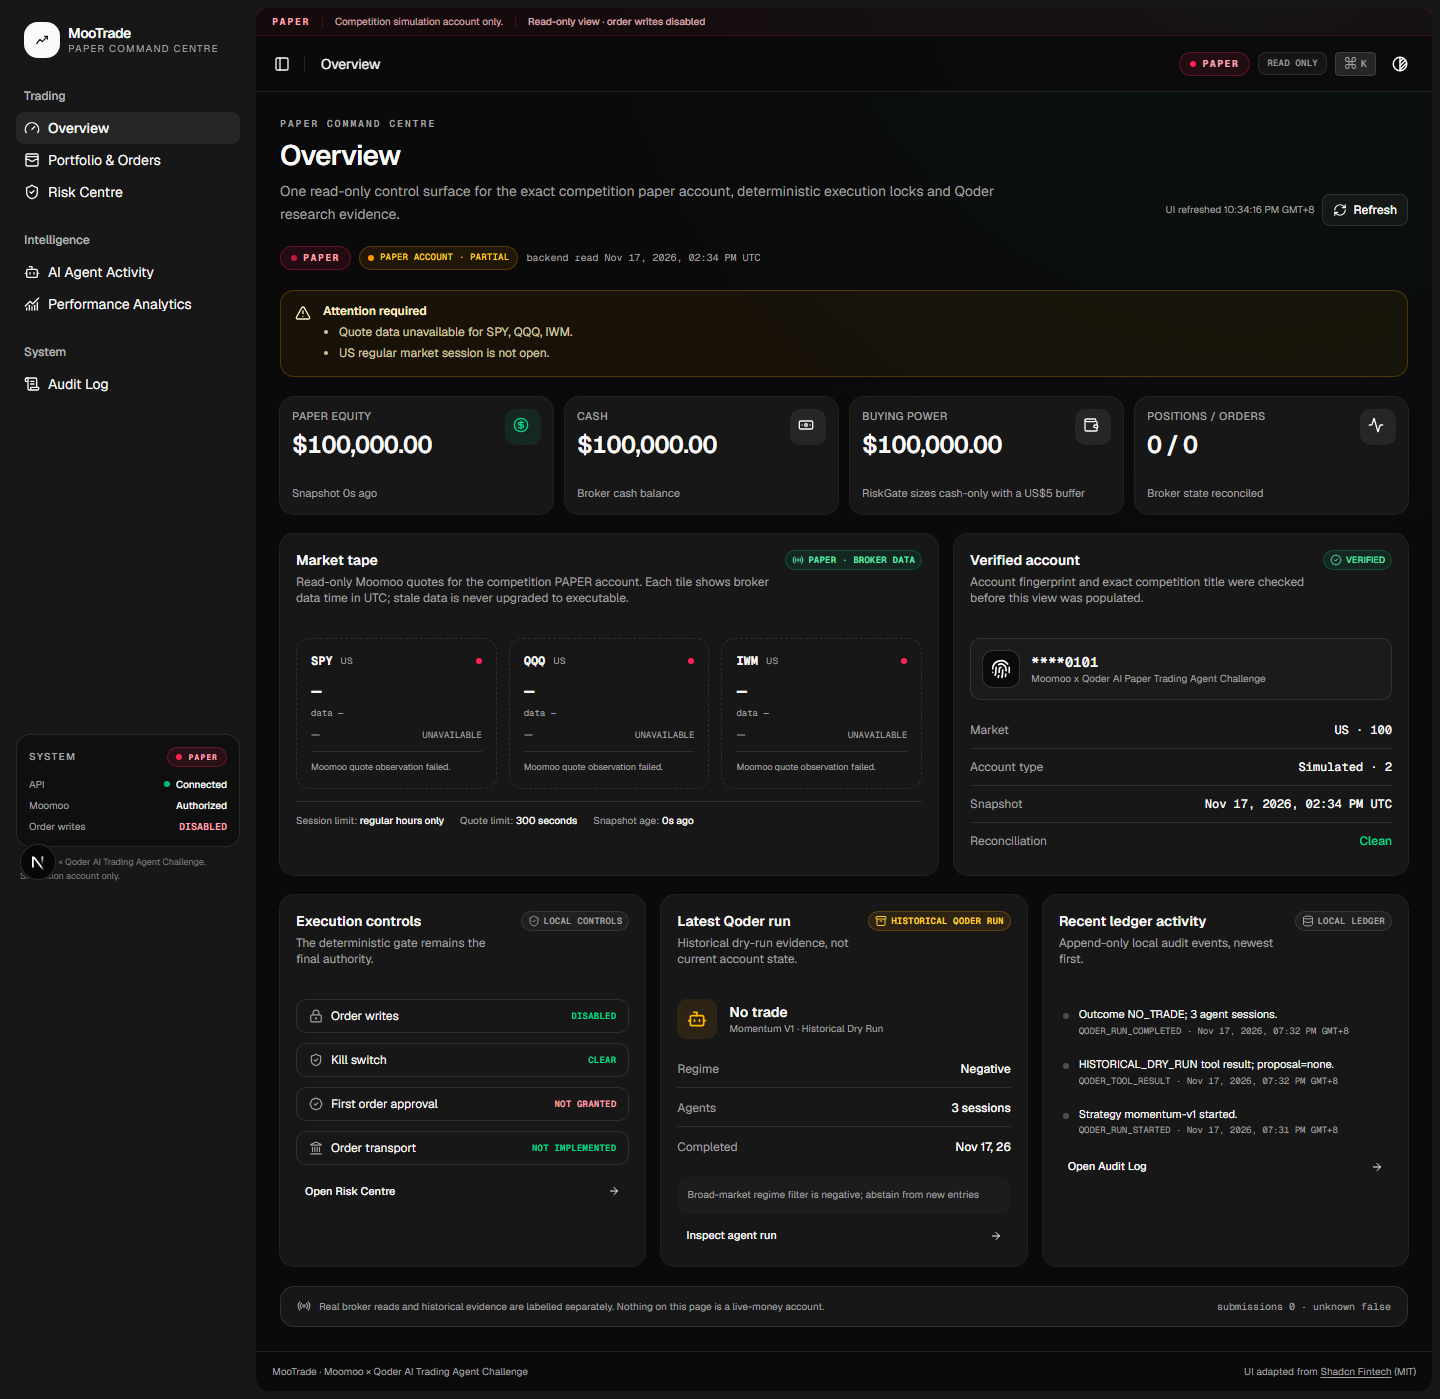 MooTrade
PAPER COMMAND CENTRE
Trading
Overview
Portfolio & Orders
Risk Centre
Intelligence
AI Agent Activity
Performance Analytics
System
Audit Log
SYSTEM
PAPER
API
Connected
Moomoo
Authorized
Order writes
DISABLED
N
× Qoder AI Trading Agent Challenge.
account only.
PAPER
Competition simulation account only.
Read-only view · order writes disabled
Overview
PAPER
READ ONLY
⌘ K
PAPER COMMAND CENTRE
Overview
One read-only control surface for the exact competition paper account, deterministic execution locks and Qoder
research evidence.
UI refreshed 10:34:16 PM GMT+8
Refresh
PAPER
PAPER ACCOUNT · PARTIAL
backend read Nov 17, 2026, 02:34 PM UTC
Attention required
• Quote data unavailable for SPY, QQQ, IWM.
• US regular market session is not open.
PAPER EQUITY
$100,000.00
Snapshot 0s ago
CASH
$100,000.00
Broker cash balance
BUYING POWER
$100,000.00
RiskGate sizes cash-only with a US$5 buffer
POSITIONS / ORDERS
0 / 0
Broker state reconciled
Market tape
PAPER · BROKER DATA
Read-only Moomoo quotes for the competition PAPER account. Each tile shows broker
data time in UTC; stale data is never upgraded to executable.
SPY US
—
data —
— UNAVAILABLE
Moomoo quote observation failed.
QQQ US
—
data —
— UNAVAILABLE
Moomoo quote observation failed.
IWM US
—
data —
— UNAVAILABLE
Moomoo quote observation failed.
Session limit: regular hours only
Quote limit: 300 seconds
Snapshot age: 0s ago
Verified account
VERIFIED
Account fingerprint and exact competition title were checked
before this view was populated.
****0101
Moomoo x Qoder AI Paper Trading Agent Challenge
Market
US · 100
Account type
Simulated · 2
Snapshot
Nov 17, 2026, 02:34 PM UTC
Reconciliation
Clean
Execution controls
LOCAL CONTROLS
The deterministic gate remains the
final authority.
Order writes
DISABLED
Kill switch
CLEAR
First order approval
NOT GRANTED
Order transport
NOT IMPLEMENTED
Open Risk Centre →
Latest Qoder run
HISTORICAL QODER RUN
Historical dry-run evidence, not
current account state.
No trade
Momentum V1 · Historical Dry Run
Regime
Negative
Agents
3 sessions
Completed
Nov 17, 26
Broad-market regime filter is negative; abstain from new entries
Inspect agent run →
Recent ledger activity
LOCAL LEDGER
Append-only local audit events, newest
first.
Outcome NO_TRADE; 3 agent sessions.
QODER_RUN_COMPLETED · Nov 17, 2026, 07:32 PM GMT+8
HISTORICAL_DRY_RUN tool result; proposal=none.
QODER_TOOL_RESULT · Nov 17, 2026, 07:32 PM GMT+8
Strategy momentum-v1 started.
QODER_RUN_STARTED · Nov 17, 2026, 07:31 PM GMT+8
Open Audit Log →
Real broker reads and historical evidence are labelled separately. Nothing on this page is a live-money account.
submissions 0 · unknown false
MooTrade · Moomoo × Qoder AI Trading Agent Challenge
UI adapted from Shadcn Fintech (MIT)